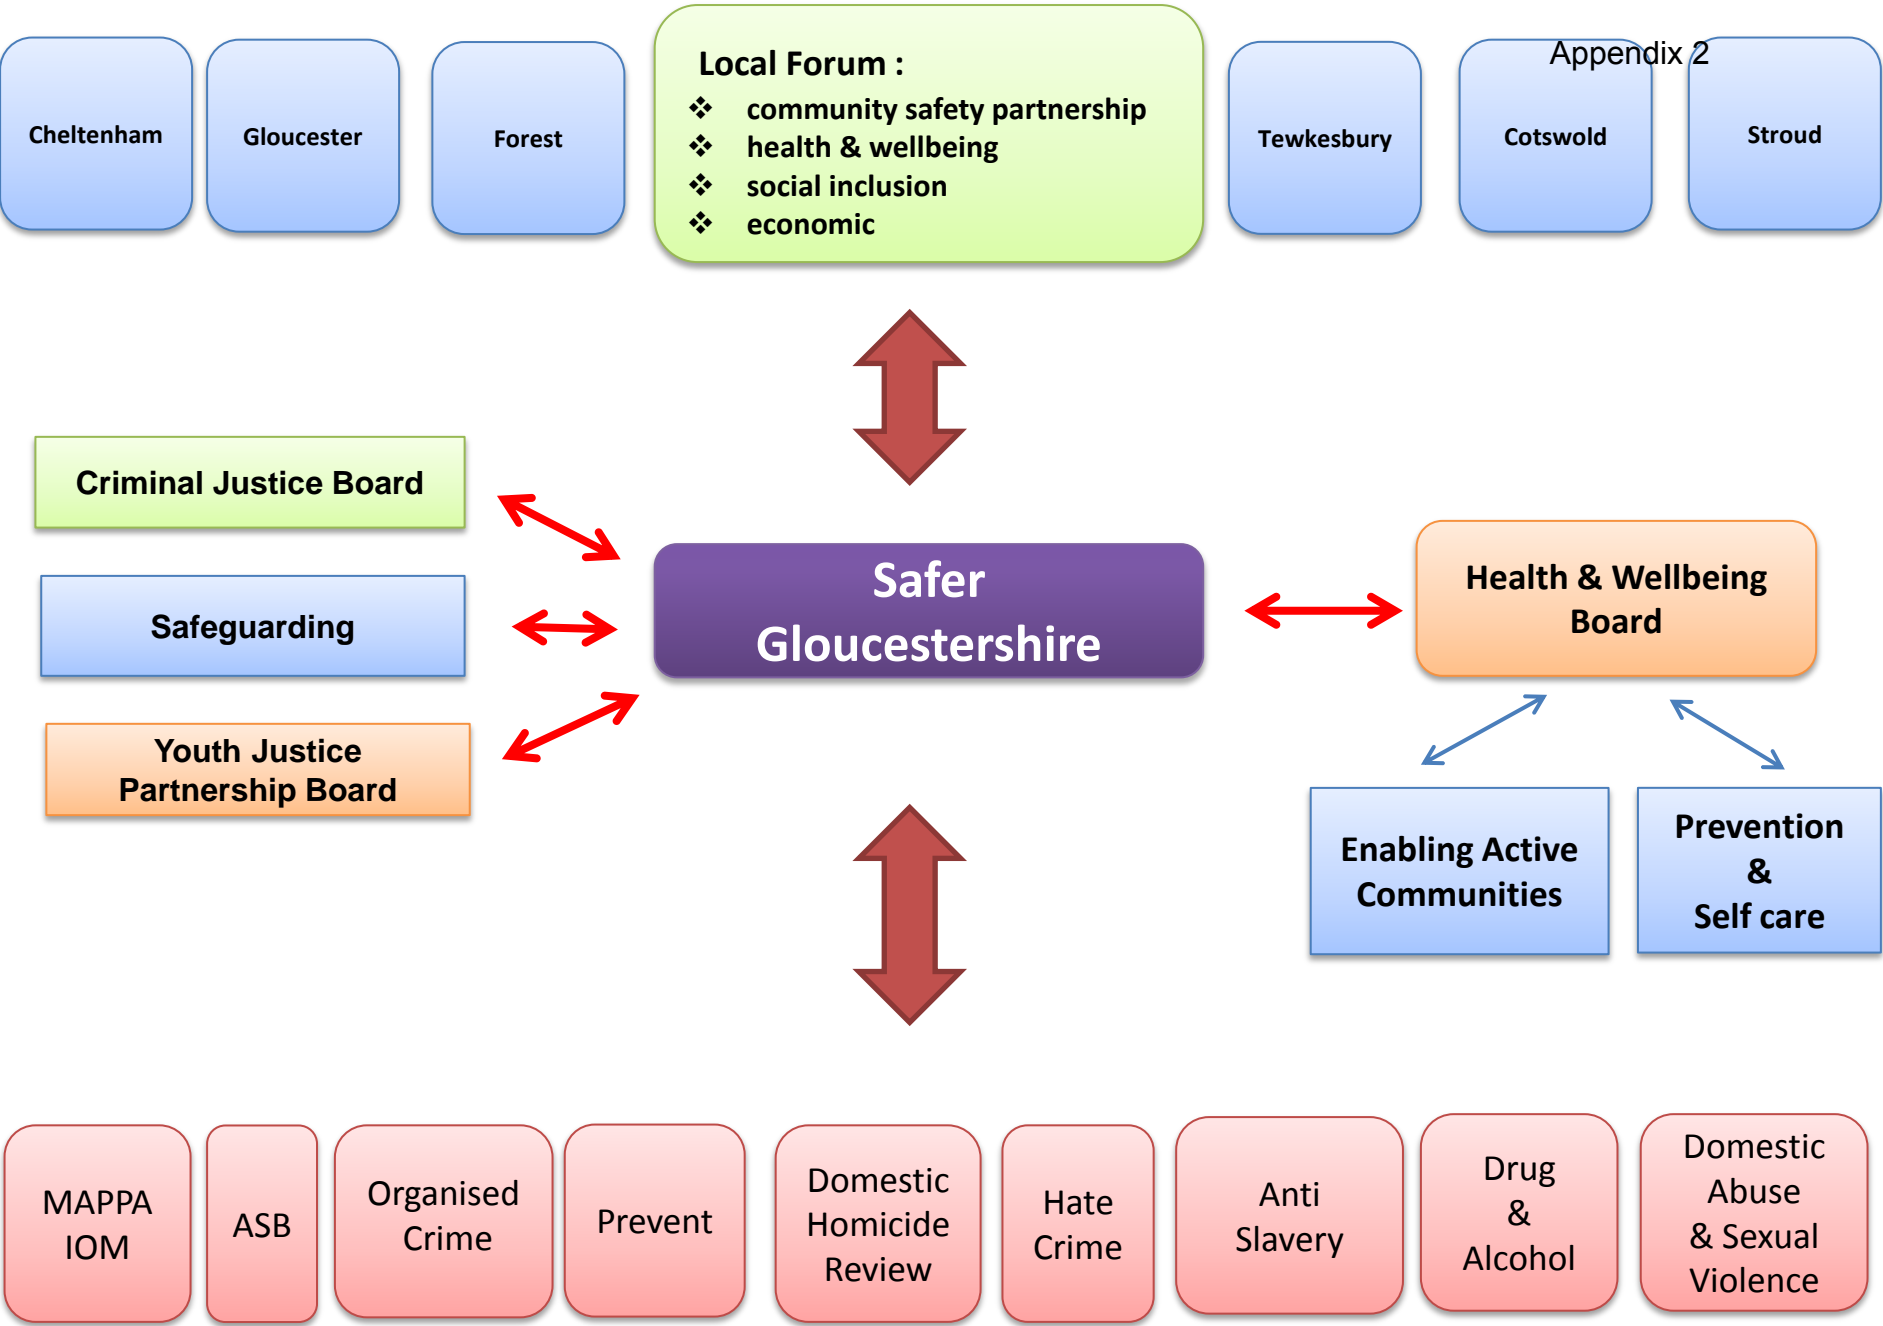 Appendix 2
Cheltenham
Gloucester
Forest
Local Forum :
❖ community safety partnership
❖ health & wellbeing
❖ social inclusion
❖ economic
Tewkesbury
Cotswold
Stroud
Criminal Justice Board
Safeguarding
Youth Justice
Partnership Board
Safer
Gloucestershire
Health & Wellbeing
Board
Enabling Active
Communities
Prevention
&
Self care
MAPPA
IOM
ASB
Organised
Crime
Prevent
Domestic
Homicide
Review
Hate
Crime
Anti
Slavery
Drug
&
Alcohol
Domestic
Abuse
& Sexual
Violence